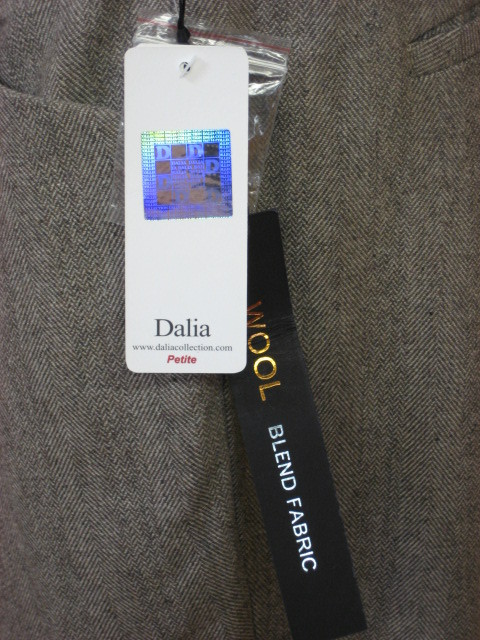 Dalia
www.daliacollection.com
Petite
WOOL
BLEND FABRIC